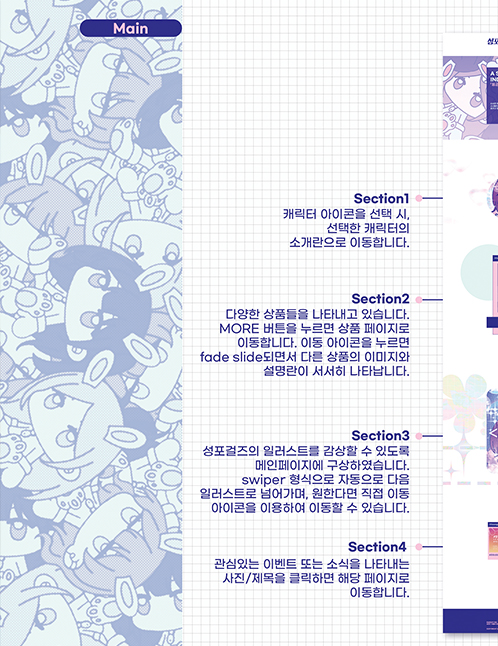 Main
Section1
캐릭터 아이콘을 선택 시,
선택한 캐릭터의
소개란으로 이동합니다.
Section2
다양한 상품들을 나타내고 있습니다.
MORE 버튼을 누르면 상품 페이지로
이동합니다. 이동 아이콘을 누르면
fade slide되면서 다른 상품의 이미지와
설명란이 서서히 나타납니다.
Section3
성포걸즈의 일러스트를 감상할 수 있도록
메인페이지에 구상하였습니다.
swiper 형식으로 자동으로 다음
일러스트로 넘어가며, 원한다면 직접 이동
아이콘을 이용하여 이동할 수 있습니다.
Section4
관심있는 이벤트 또는 소식을 나타내는
사진/제목을 클릭하면 해당 페이지로
이동합니다.